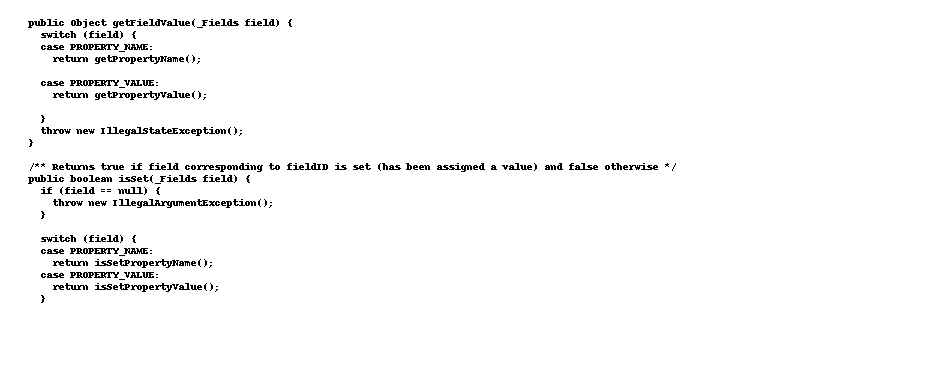 public Object getFieldValue(_Fields field) {
switch (field) {
case PROPERTY_NAME:
return getPropertyName();
case PROPERTY_VALUE:
return getPropertyValue();
}
throw new IllegalStateException();
}
/** Returns true if field corresponding to fieldID is set (has been assigned a value) and false otherwise */
public boolean isSet(_Fields field) {
if (field == null) {
throw new IllegalArgumentException();
}
switch (field) {
case PROPERTY_NAME:
return isSetPropertyName();
case PROPERTY_VALUE:
return isSetPropertyValue();
}